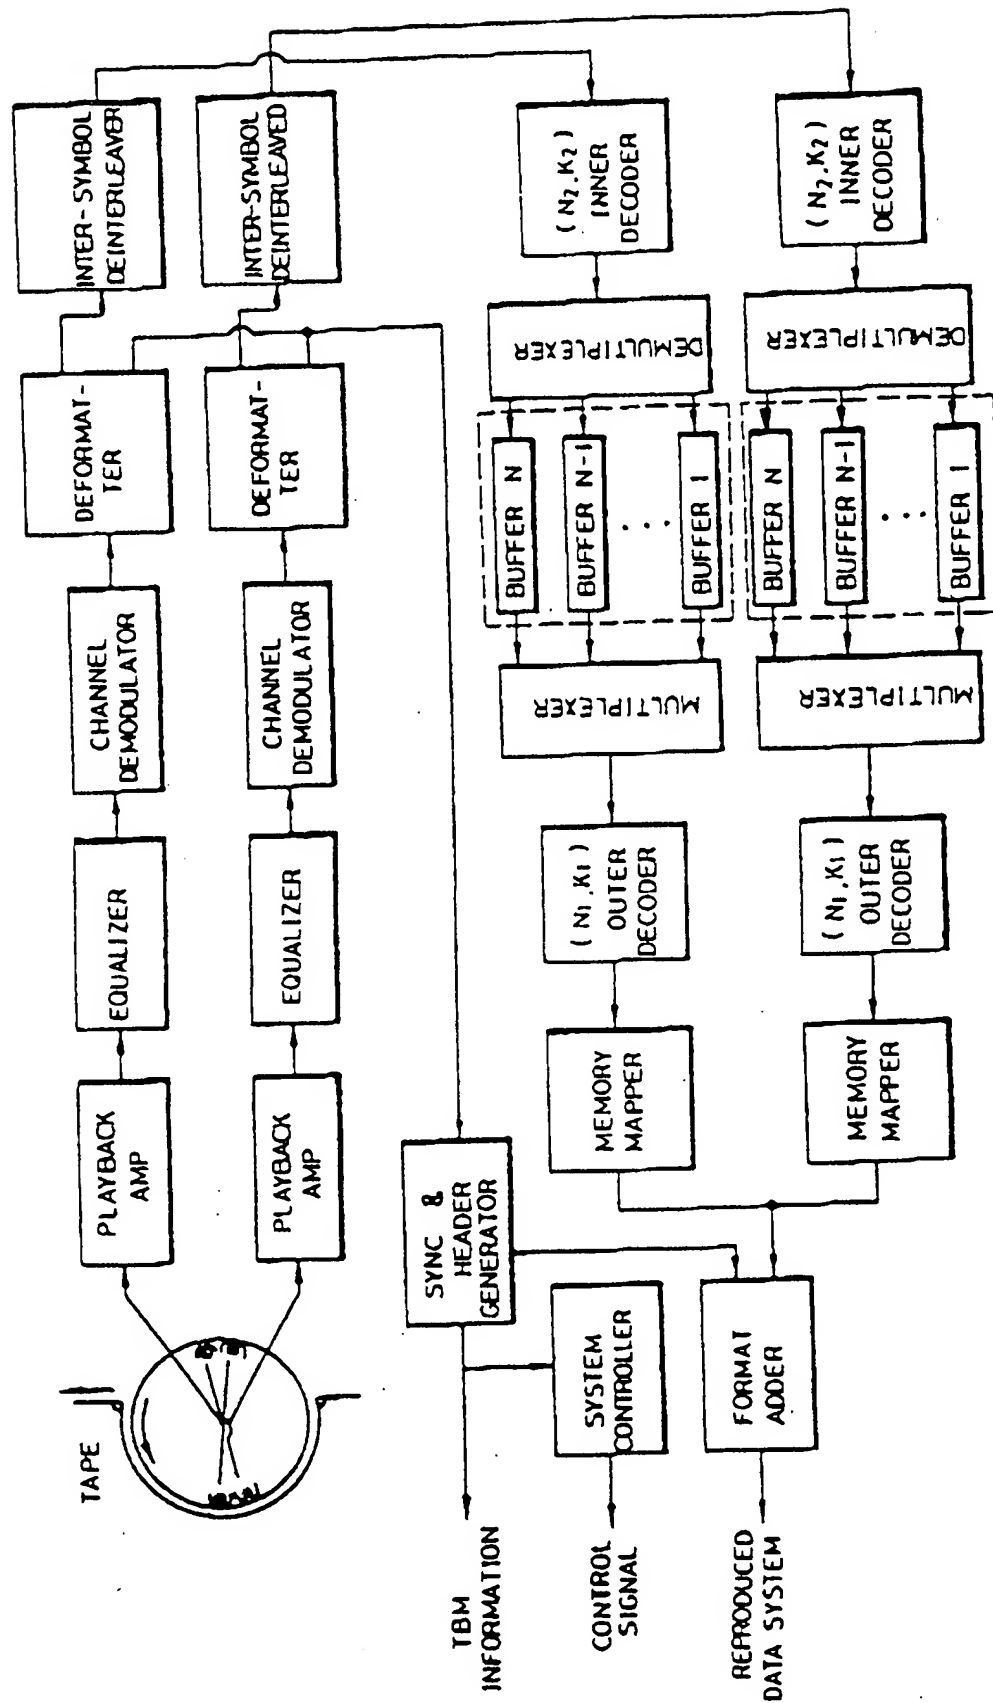 TAPE
PLAYBACK
AMP
EQUALIZER
CHANNEL
DEMODULATOR
DEFORMAT-
TER
INTER-SYMBOL
DEINTERLEAVER
PLAYBACK
AMP
EQUALIZER
CHANNEL
DEMODULATOR
DEFORMAT-
TER
INTER-SYMBOL
DEINTERLEAVED
TBM
INFORMATION
SYNC &
HEADER
GENERATOR
CONTROL
SIGNAL
SYSTEM
CONTROLLER
REPRODUCED
DATA SYSTEM
FORMAT
ADDER
MEMORY
MAPPER
(N1,K1)
OUTER
DECODER
MULTIPLEXER
BUFFER N
BUFFER N-1
...
BUFFER 1
DEMULTIPLEXER
(N2,K2)
INNER
DECODER
MEMORY
MAPPER
(N1,K1)
OUTER
DECODER
MULTIPLEXER
BUFFER N
BUFFER N-1
...
BUFFER 1
DEMULTIPLEXER
(N2,K2)
INNER
DECODER